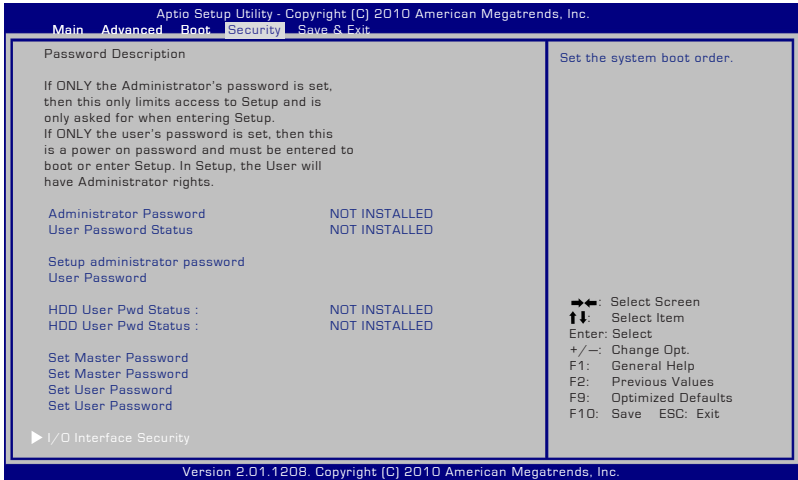 Aptio Setup Utility - Copyright (C) 2010 American Megatrends, Inc.
Main Advanced Boot Security Save & Exit
Password Description
If ONLY the Administrator's password is set,
then this only limits access to Setup and is
only asked for when entering Setup.
If ONLY the user's password is set, then this
is a power on password and must be entered to
boot or enter Setup. In Setup, the User will
have Administrator rights.
Administrator Password NOT INSTALLED
User Password Status NOT INSTALLED
Setup administrator password
User Password
HDD User Pwd Status : NOT INSTALLED
HDD User Pwd Status : NOT INSTALLED
Set Master Password
Set Master Password
Set User Password
Set User Password
I/O Interface Security
Set the system boot order.
→←: Select Screen
↑↓: Select Item
Enter: Select
+/—: Change Opt.
F1: General Help
F2: Previous Values
F9: Optimized Defaults
F10: Save ESC: Exit
Version 2.01.1208. Copyright (C) 2010 American Megatrends, Inc.